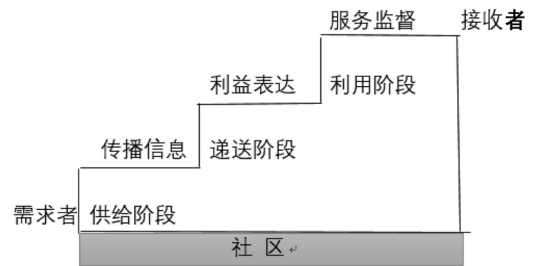 服务监督 接收者
利益表达 利用阶段
传播信息 递送阶段
需求者 供给阶段
社 区